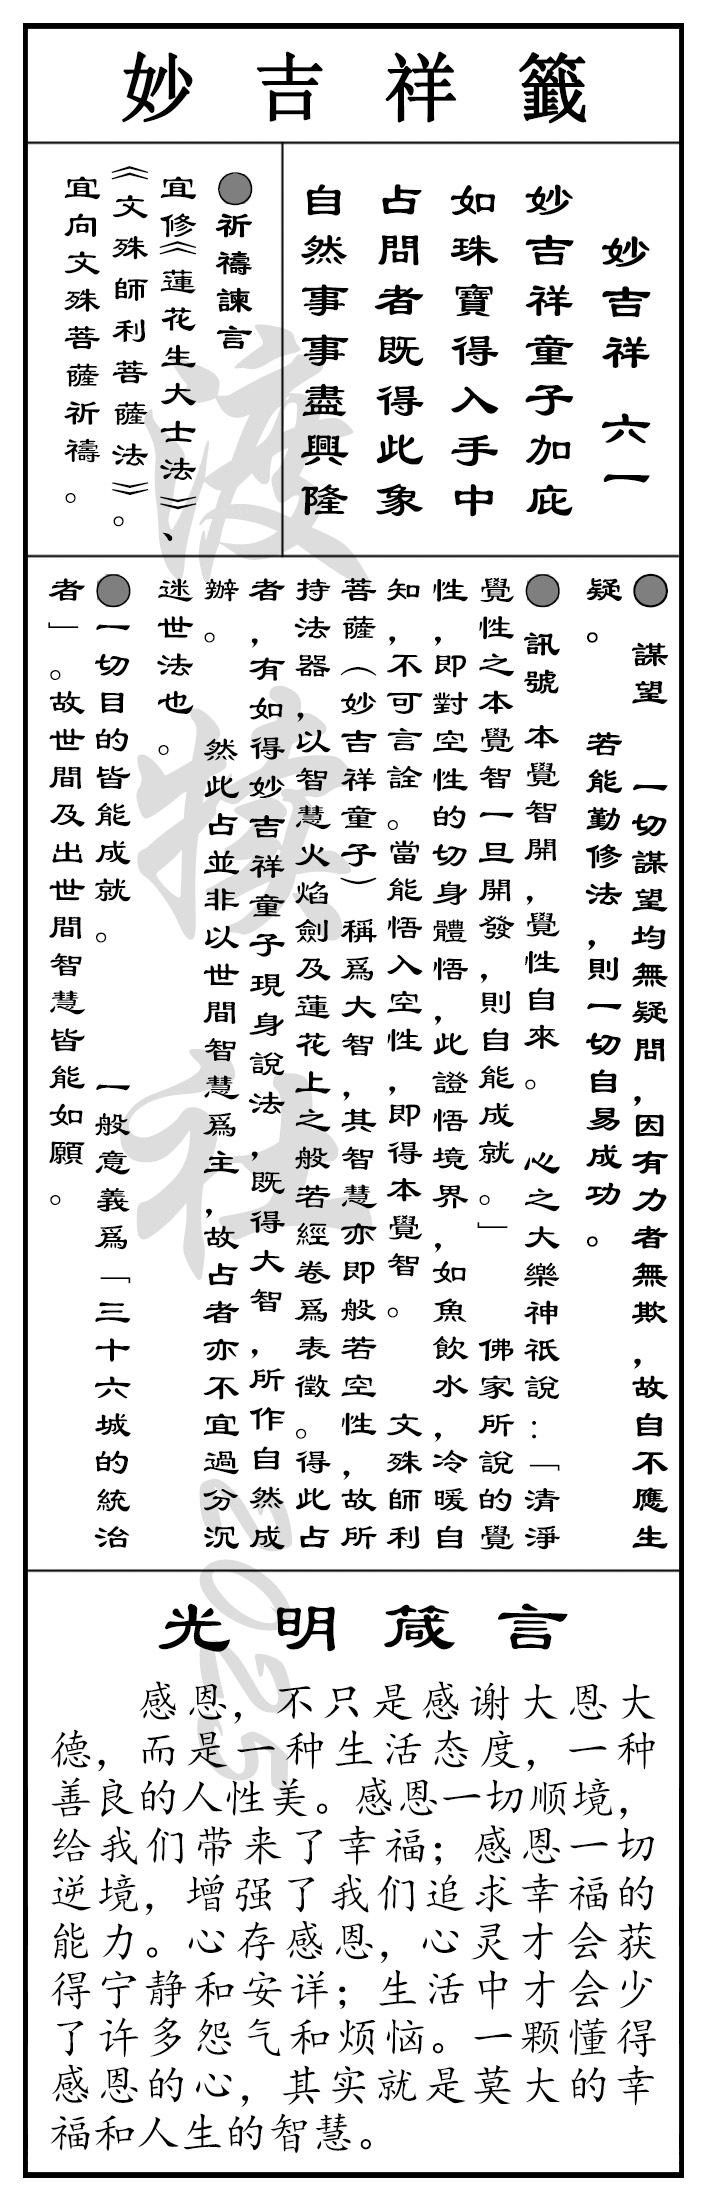 妙吉祥籤
妙吉祥 六一
妙吉祥童子加庇
如珠寶得入手中
占問者既得此象
自然事事盡興隆
●祈禱諫言
宜修《蓮花生大士法》、
《文殊師利菩薩法》。
宜向文殊菩薩祈禱。
● 謀望 一切謀望均無疑問,因有力者無欺,故自不應生
疑。 若能勤修法,則一切自易成功。
● 訊號 本覺智開,覺性自來。 心之大樂神祇說:「清淨
覺性之本覺智一旦開發,則自能成就。」 佛家所說的覺
性,即對空性的切身體悟,此證悟境界,如魚飲水,冷暖自
知,不可言詮。當能悟入空性,即得本覺智。 文殊師利
菩薩(妙吉祥童子)稱爲大智,其智慧亦即般若空性,故所
持法器,以智慧火焰劍及蓮花上之般若經卷爲表徵。得此占
者,有如得妙吉祥童子現身說法,既得大智,所作自然成
辦。 然此占並非以世間智慧爲主,故占者亦不宜過分沉
迷世法也。
●一切目的皆能成就。 一般意義爲「三十六城的統治
者」。故世間及出世間智慧皆能如願。
光明箴言
感恩，不只是感谢大恩大
德，而是一种生活态度，一种
善良的人性美。感恩一切顺境，
给我们带来了幸福；感恩一切
逆境，增强了我们追求幸福的
能力。心存感恩，心灵才会获
得宁静和安详；生活中才会少
了许多怨气和烦恼。一颗懂得
感恩的心，其实就是莫大的幸
福和人生的智慧。
2025